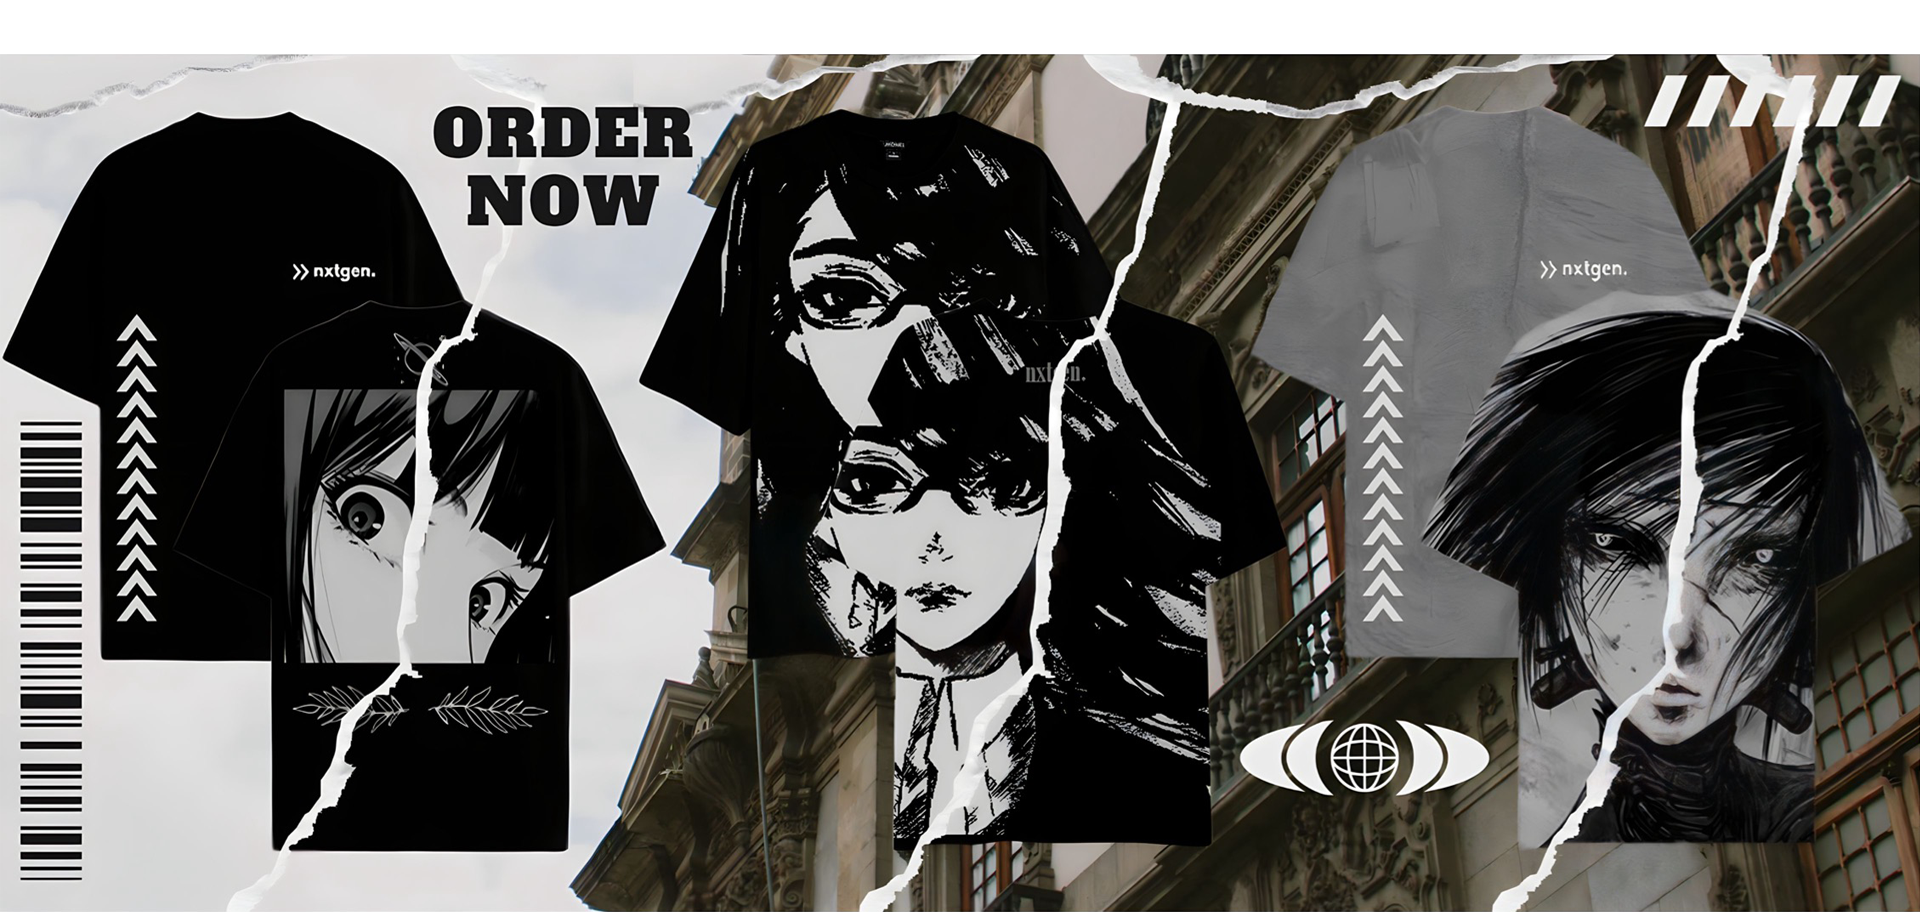 ORDER
NOW
>> nxtgen.
nxtgen.
>> nxtgen.